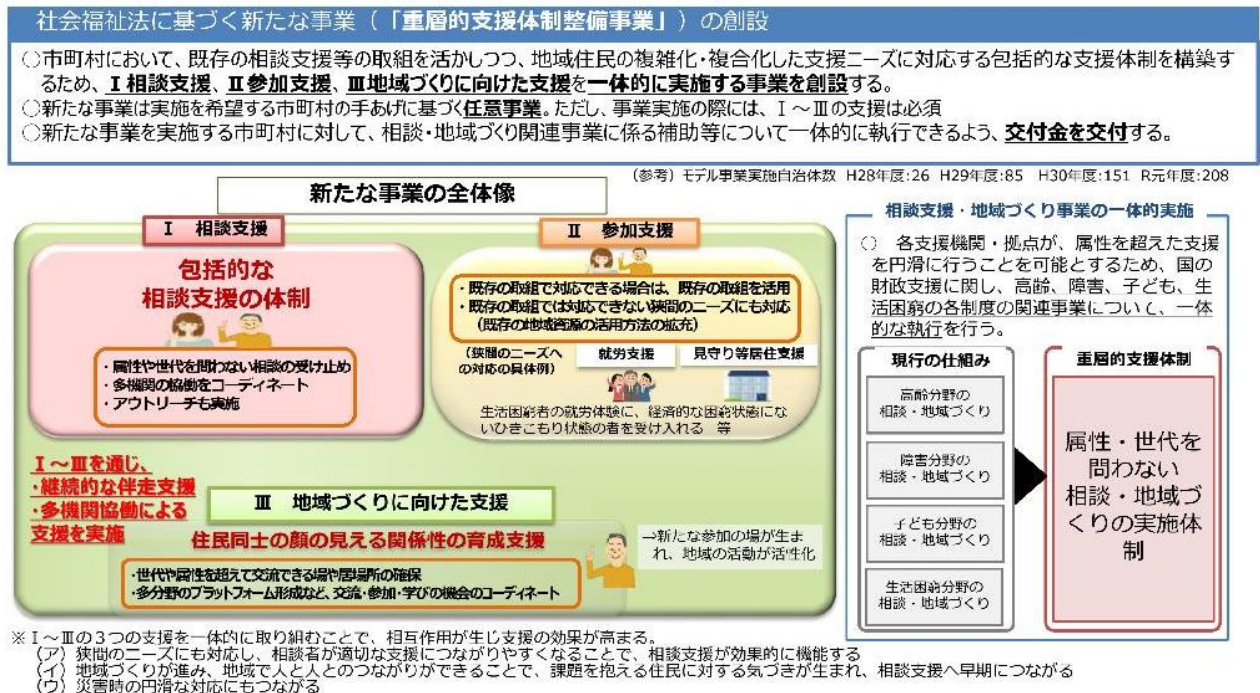 社会福祉法に基づく新たな事業（「重層的支援体制整備事業」）の創設
○市町村において、既存の相談支援等の取組を活かしつつ、地域住民の複雑化・複合化した支援ニーズに対応する包括的な支援体制を構築す
るため、Ⅰ相談支援、Ⅱ参加支援、Ⅲ地域づくりに向けた支援を一体的に実施する事業を創設する。
○新たな事業は実施を希望する市町村の手あげに基づく任意事業。ただし、事業実施の際には、Ⅰ～Ⅲの支援は必須
○新たな事業を実施する市町村に対して、相談・地域づくり関連事業に係る補助等について一体的に執行できるよう、交付金を交付する。
（参考）モデル事業実施自治体数 H28年度:26 H29年度:85 H30年度:151 R元年度:208
新たな事業の全体像
Ⅰ 相談支援
包括的な
相談支援の体制
・属性や世代を問わない相談の受け止め
・多機関の協働をコーディネート
・アウトリーチも実施
Ⅱ 参加支援
・既存の取組で対応できる場合は、既存の取組を活用
・既存の取組では対応できない狭間のニーズにも対応
（既存の地域資源の活用方法の拡充）
（狭間のニーズへ
の対応の具体例）
就労支援
見守り等居住支援
生活困窮者の就労体験に、経済的な困窮状態にな
いひきこもり状態の者を受け入れる 等
Ⅰ～Ⅲを通じ、
・継続的な伴走支援
・多機関協働による
支援を実施
Ⅲ 地域づくりに向けた支援
住民同士の顔の見える関係性の育成支援
・世代や属性を超えて交流できる場や居場所の確保
・多分野のプラットフォーム形成など、交流・参加・学びの機会のコーディネート
→新たな参加の場が生ま
れ、地域の活動が活性化
相談支援・地域づくり事業の一体的実施
○ 各支援機関・拠点が、属性を超えた支援
を円滑に行うことを可能とするため、国の
財政支援に関し、高齢、障害、子ども、生
活困窮の各制度の関連事業について、一体
的な執行を行う。
現行の仕組み
高齢分野の
相談・地域づくり
障害分野の
相談・地域づくり
子ども分野の
相談・地域づくり
生活困窮分野の
相談・地域づくり
重層的支援体制
属性・世代を
問わない
相談・地域づ
くりの実施体
制
※Ⅰ～Ⅲの３つの支援を一体的に取り組むことで、相互作用が生じ支援の効果が高まる。
（ア）狭間のニーズにも対応し、相談者が適切な支援につながりやすくなることで、相談支援が効果的に機能する
（イ）地域づくりが進み、地域で人と人とのつながりができることで、課題を抱える住民に対する気づきが生まれ、相談支援へ早期につながる
（ウ）災害時の円滑な対応にもつながる